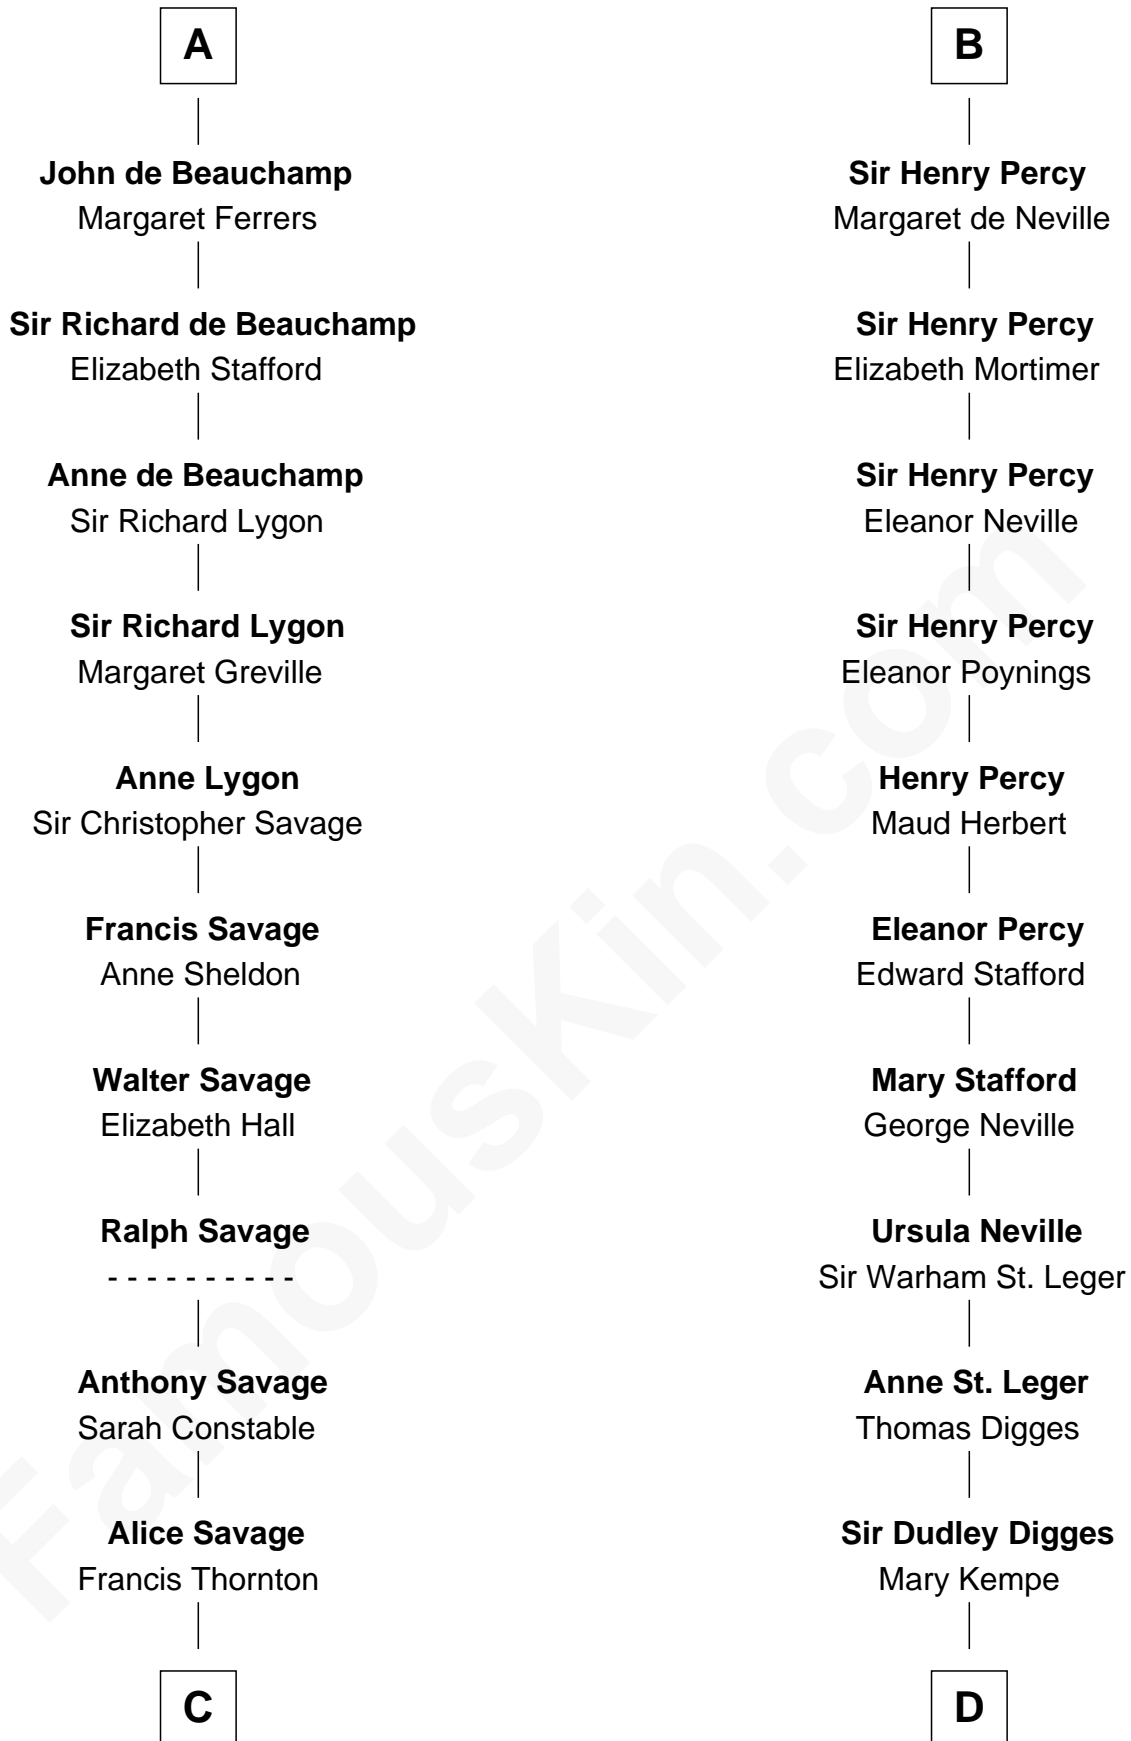 A
John de Beauchamp
Margaret Ferrers
Sir Richard de Beauchamp
Elizabeth Stafford
Anne de Beauchamp
Sir Richard Lygon
Sir Richard Lygon
Margaret Greville
Anne Lygon
Sir Christopher Savage
Francis Savage
Anne Sheldon
Walter Savage
Elizabeth Hall
Ralph Savage
- - - - - - - - - -
Anthony Savage
Sarah Constable
Alice Savage
Francis Thornton
C
B
Sir Henry Percy
Margaret de Neville
Sir Henry Percy
Elizabeth Mortimer
Sir Henry Percy
Eleanor Neville
Sir Henry Percy
Eleanor Poynings
Henry Percy
Maud Herbert
Eleanor Percy
Edward Stafford
Mary Stafford
George Neville
Ursula Neville
Sir Warham St. Leger
Anne St. Leger
Thomas Digges
Sir Dudley Digges
Mary Kempe
D
FamousKin.com